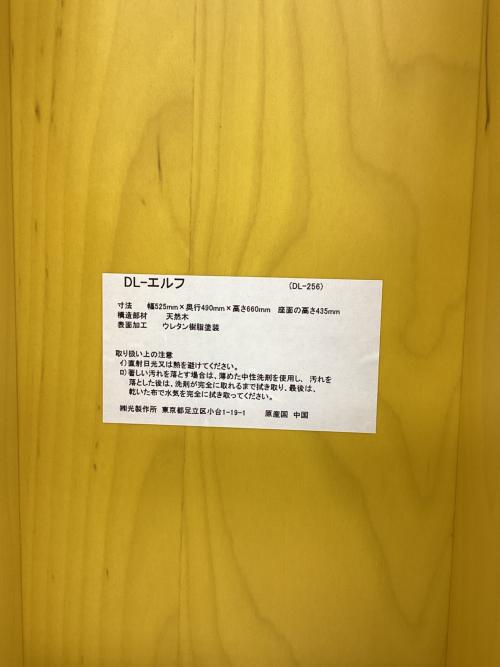 DL-エルフ (DL-256)
寸法 幅525mm×奥行490mm×高さ660mm 座面の高さ435mm
構造部材 天然木
表面加工 ウレタン樹脂塗装
取り扱い上の注意
イ)直射日光又は熱を避けてください。
ロ)著しい汚れを落とす場合は、薄めた中性洗剤を使用し、汚れを
落とした後は、洗剤が完全に取れるまで拭き取り、最後は、
乾いた布で水気を完全に拭き取ってください。
㈱光製作所 東京都足立区小台1-19-1 原産国 中国